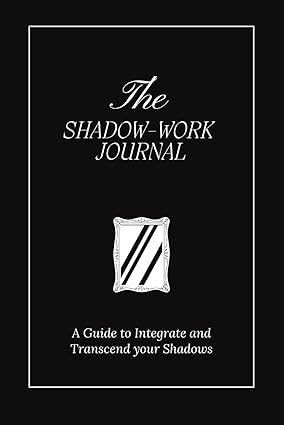 The
SHADOW-WORK
JOURNAL
A Guide to Integrate and
Transcend your Shadows